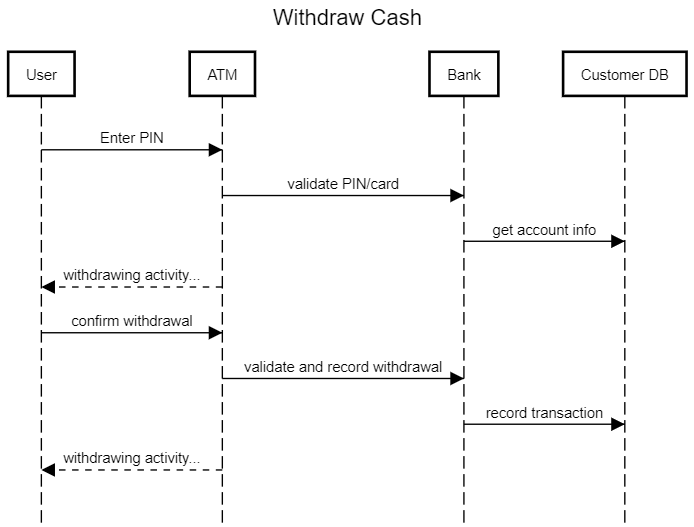 Withdraw Cash
User
ATM
Bank
Customer DB
Enter PIN
validate PIN/card
get account info
withdrawing activity...
confirm withdrawal
validate and record withdrawal
record transaction
withdrawing activity...